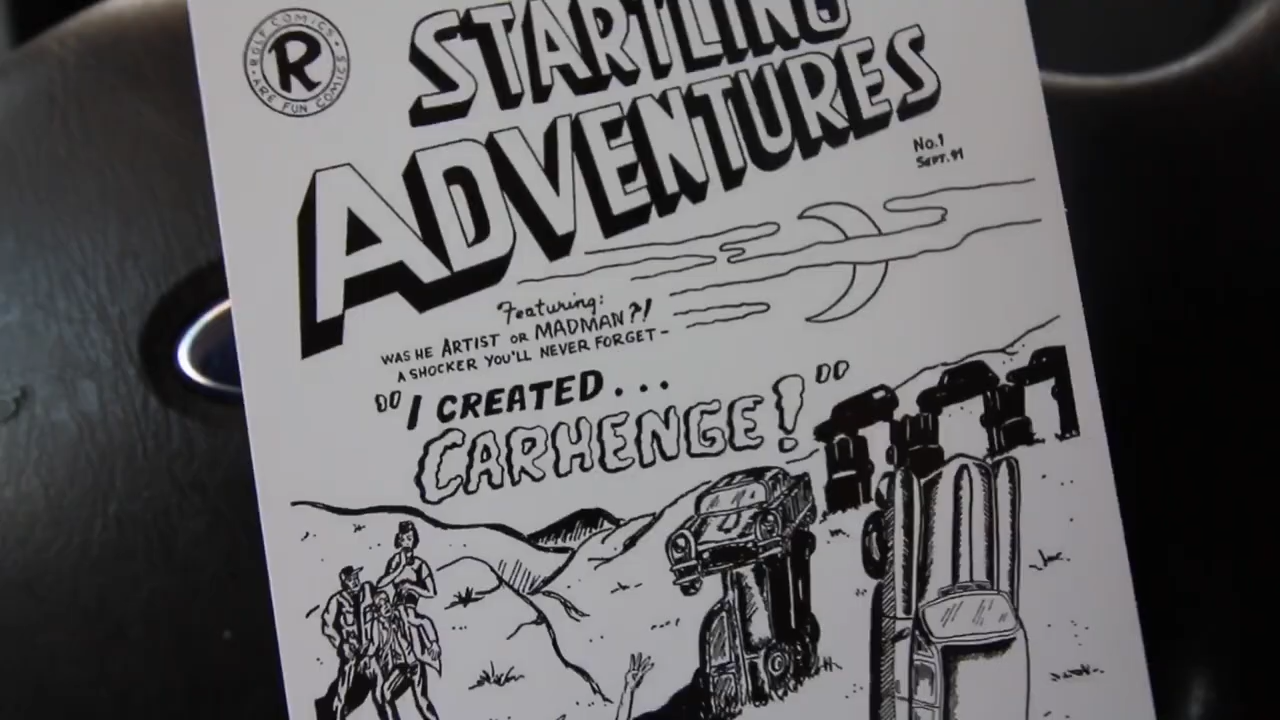 ROLF COMICS
R
ARE FUN COMICS
STARTLING
ADVENTURES
No.1
SEPT. 91
Featuring:
WAS HE ARTIST OR MADMAN?!
A SHOCKER YOU'LL NEVER FORGET-
"I CREATED...
CARHENGE!"